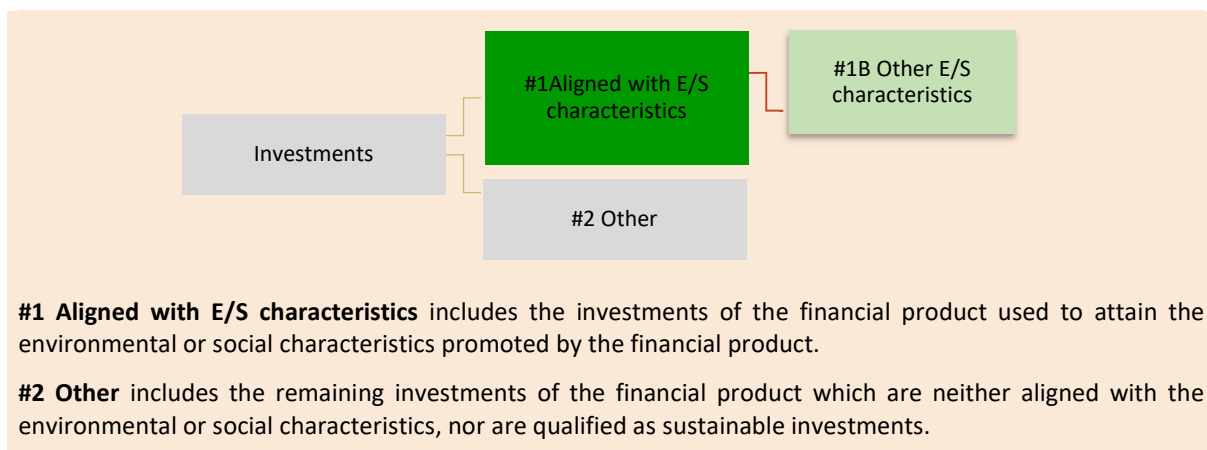 #1Aligned with E/S
characteristics
#1B Other E/S
characteristics
Investments
#2 Other
#1 Aligned with E/S characteristics includes the investments of the financial product used to attain the
environmental or social characteristics promoted by the financial product.
#2 Other includes the remaining investments of the financial product which are neither aligned with the
environmental or social characteristics, nor are qualified as sustainable investments.